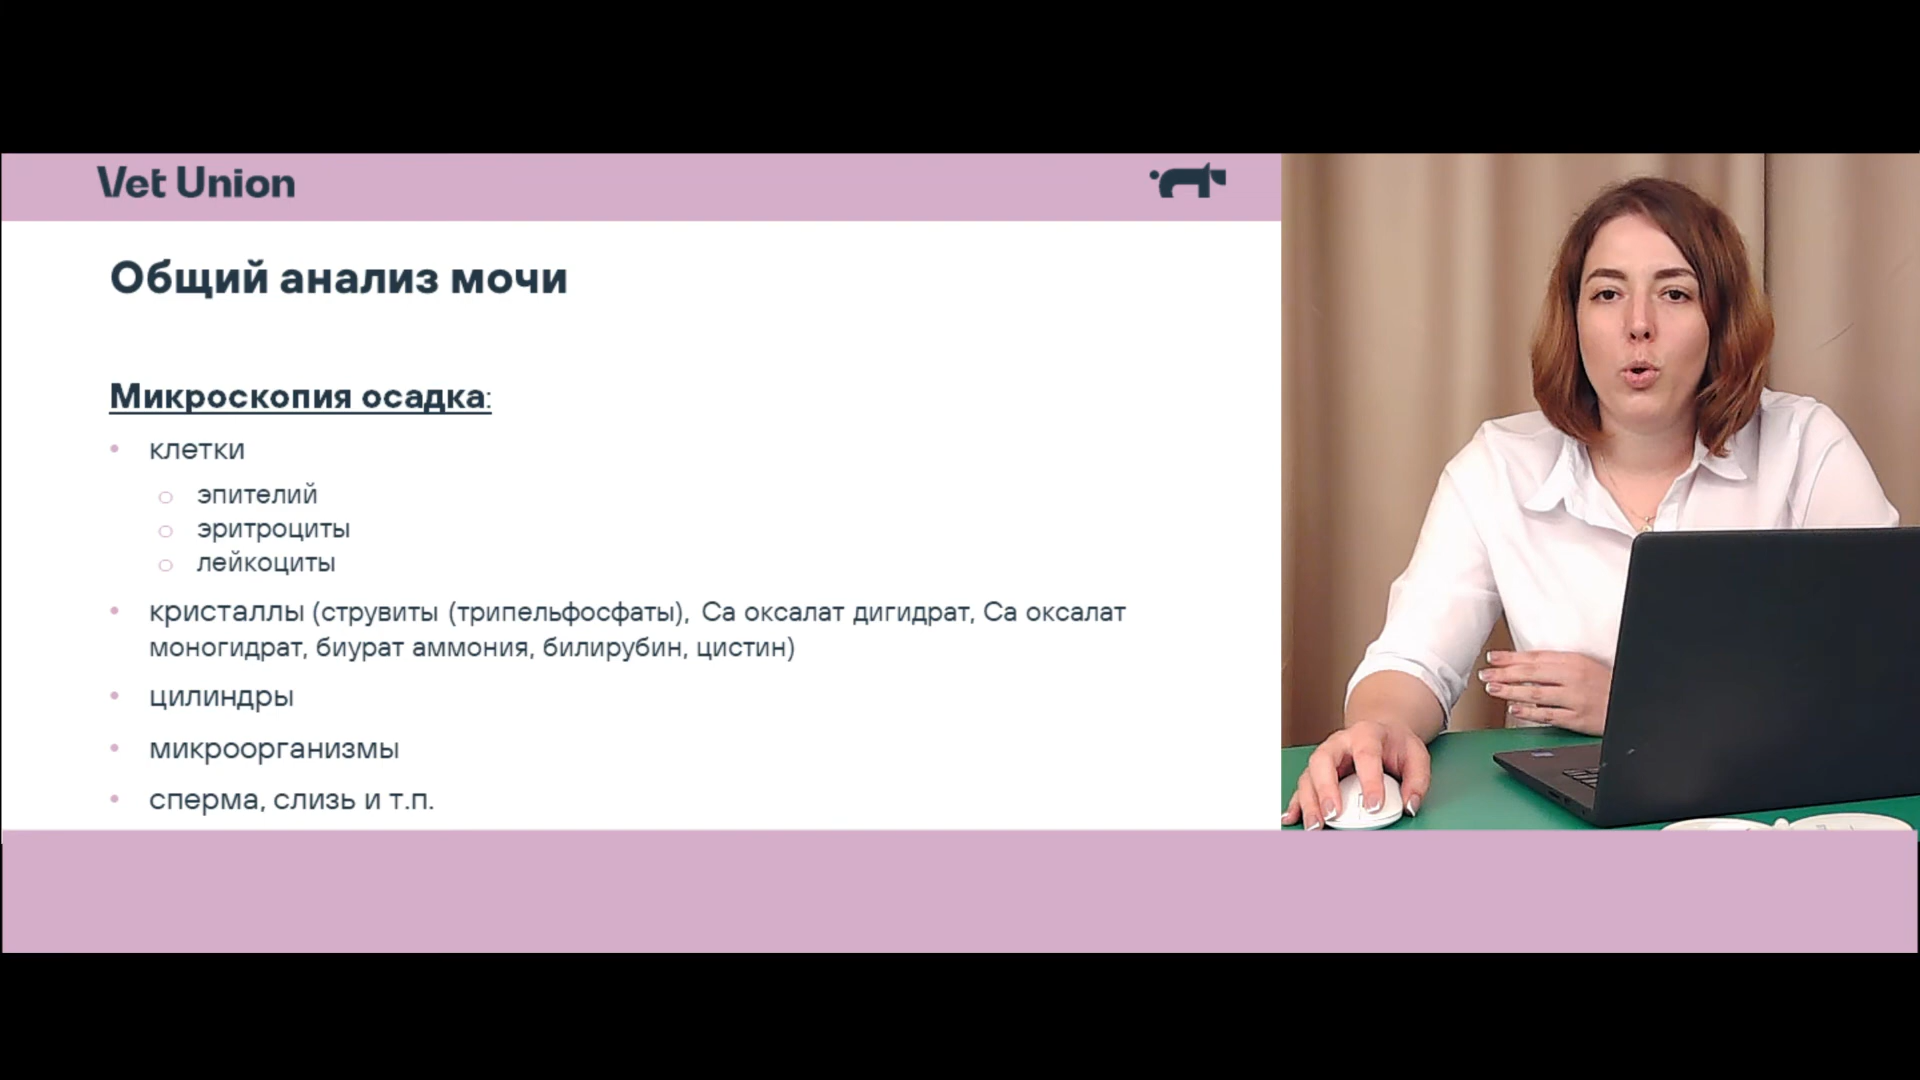 Vet Union
Общий анализ мочи
Микроскопия осадка:
• клетки
o эпителий
o эритроциты
o лейкоциты
• кристаллы (струвиты (трипельфосфаты), Са оксалат дигидрат, Са оксалат
моногидрат, биурат аммония, билирубин, цистин)
• цилиндры
• микроорганизмы
• сперма, слизь и т.п.